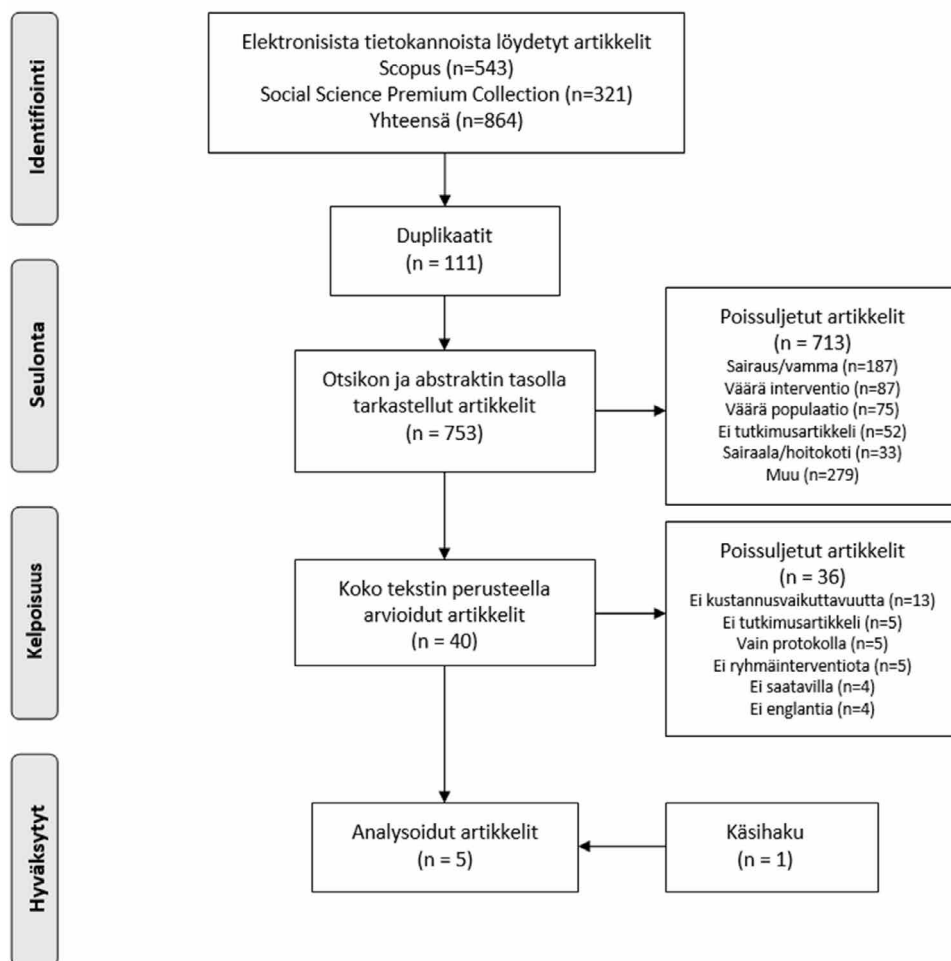 Identifiointi
Elektronisista tietokannoista löydetyt artikkelit
Scopus (n=543)
Social Science Premium Collection (n=321)
Yhteensä (n=864)
Duplikaatit
(n = 111)
Seulonta
Otsikon ja abstraktin tasolla
tarkastellut artikkelit
(n = 753)
Poissuljetut artikkelit
(n = 713)
Sairaus/vamma (n=187)
Väärä interventio (n=87)
Väärä populaatio (n=75)
Ei tutkimusartikkeli (n=52)
Sairaala/hoitokoti (n=33)
Muu (n=279)
Kelpoisuus
Koko tekstin perusteella
arvioidut artikkelit
(n = 40)
Poissuljetut artikkelit
(n = 36)
Ei kustannusvaikuttavuutta (n=13)
Ei tutkimusartikkeli (n=5)
Vain protokolla (n=5)
Ei ryhmäinterventiota (n=5)
Ei saatavilla (n=4)
Ei englantia (n=4)
Hyväksytyt
Analysoidut artikkelit
(n = 5)
Käsihaku
(n = 1)